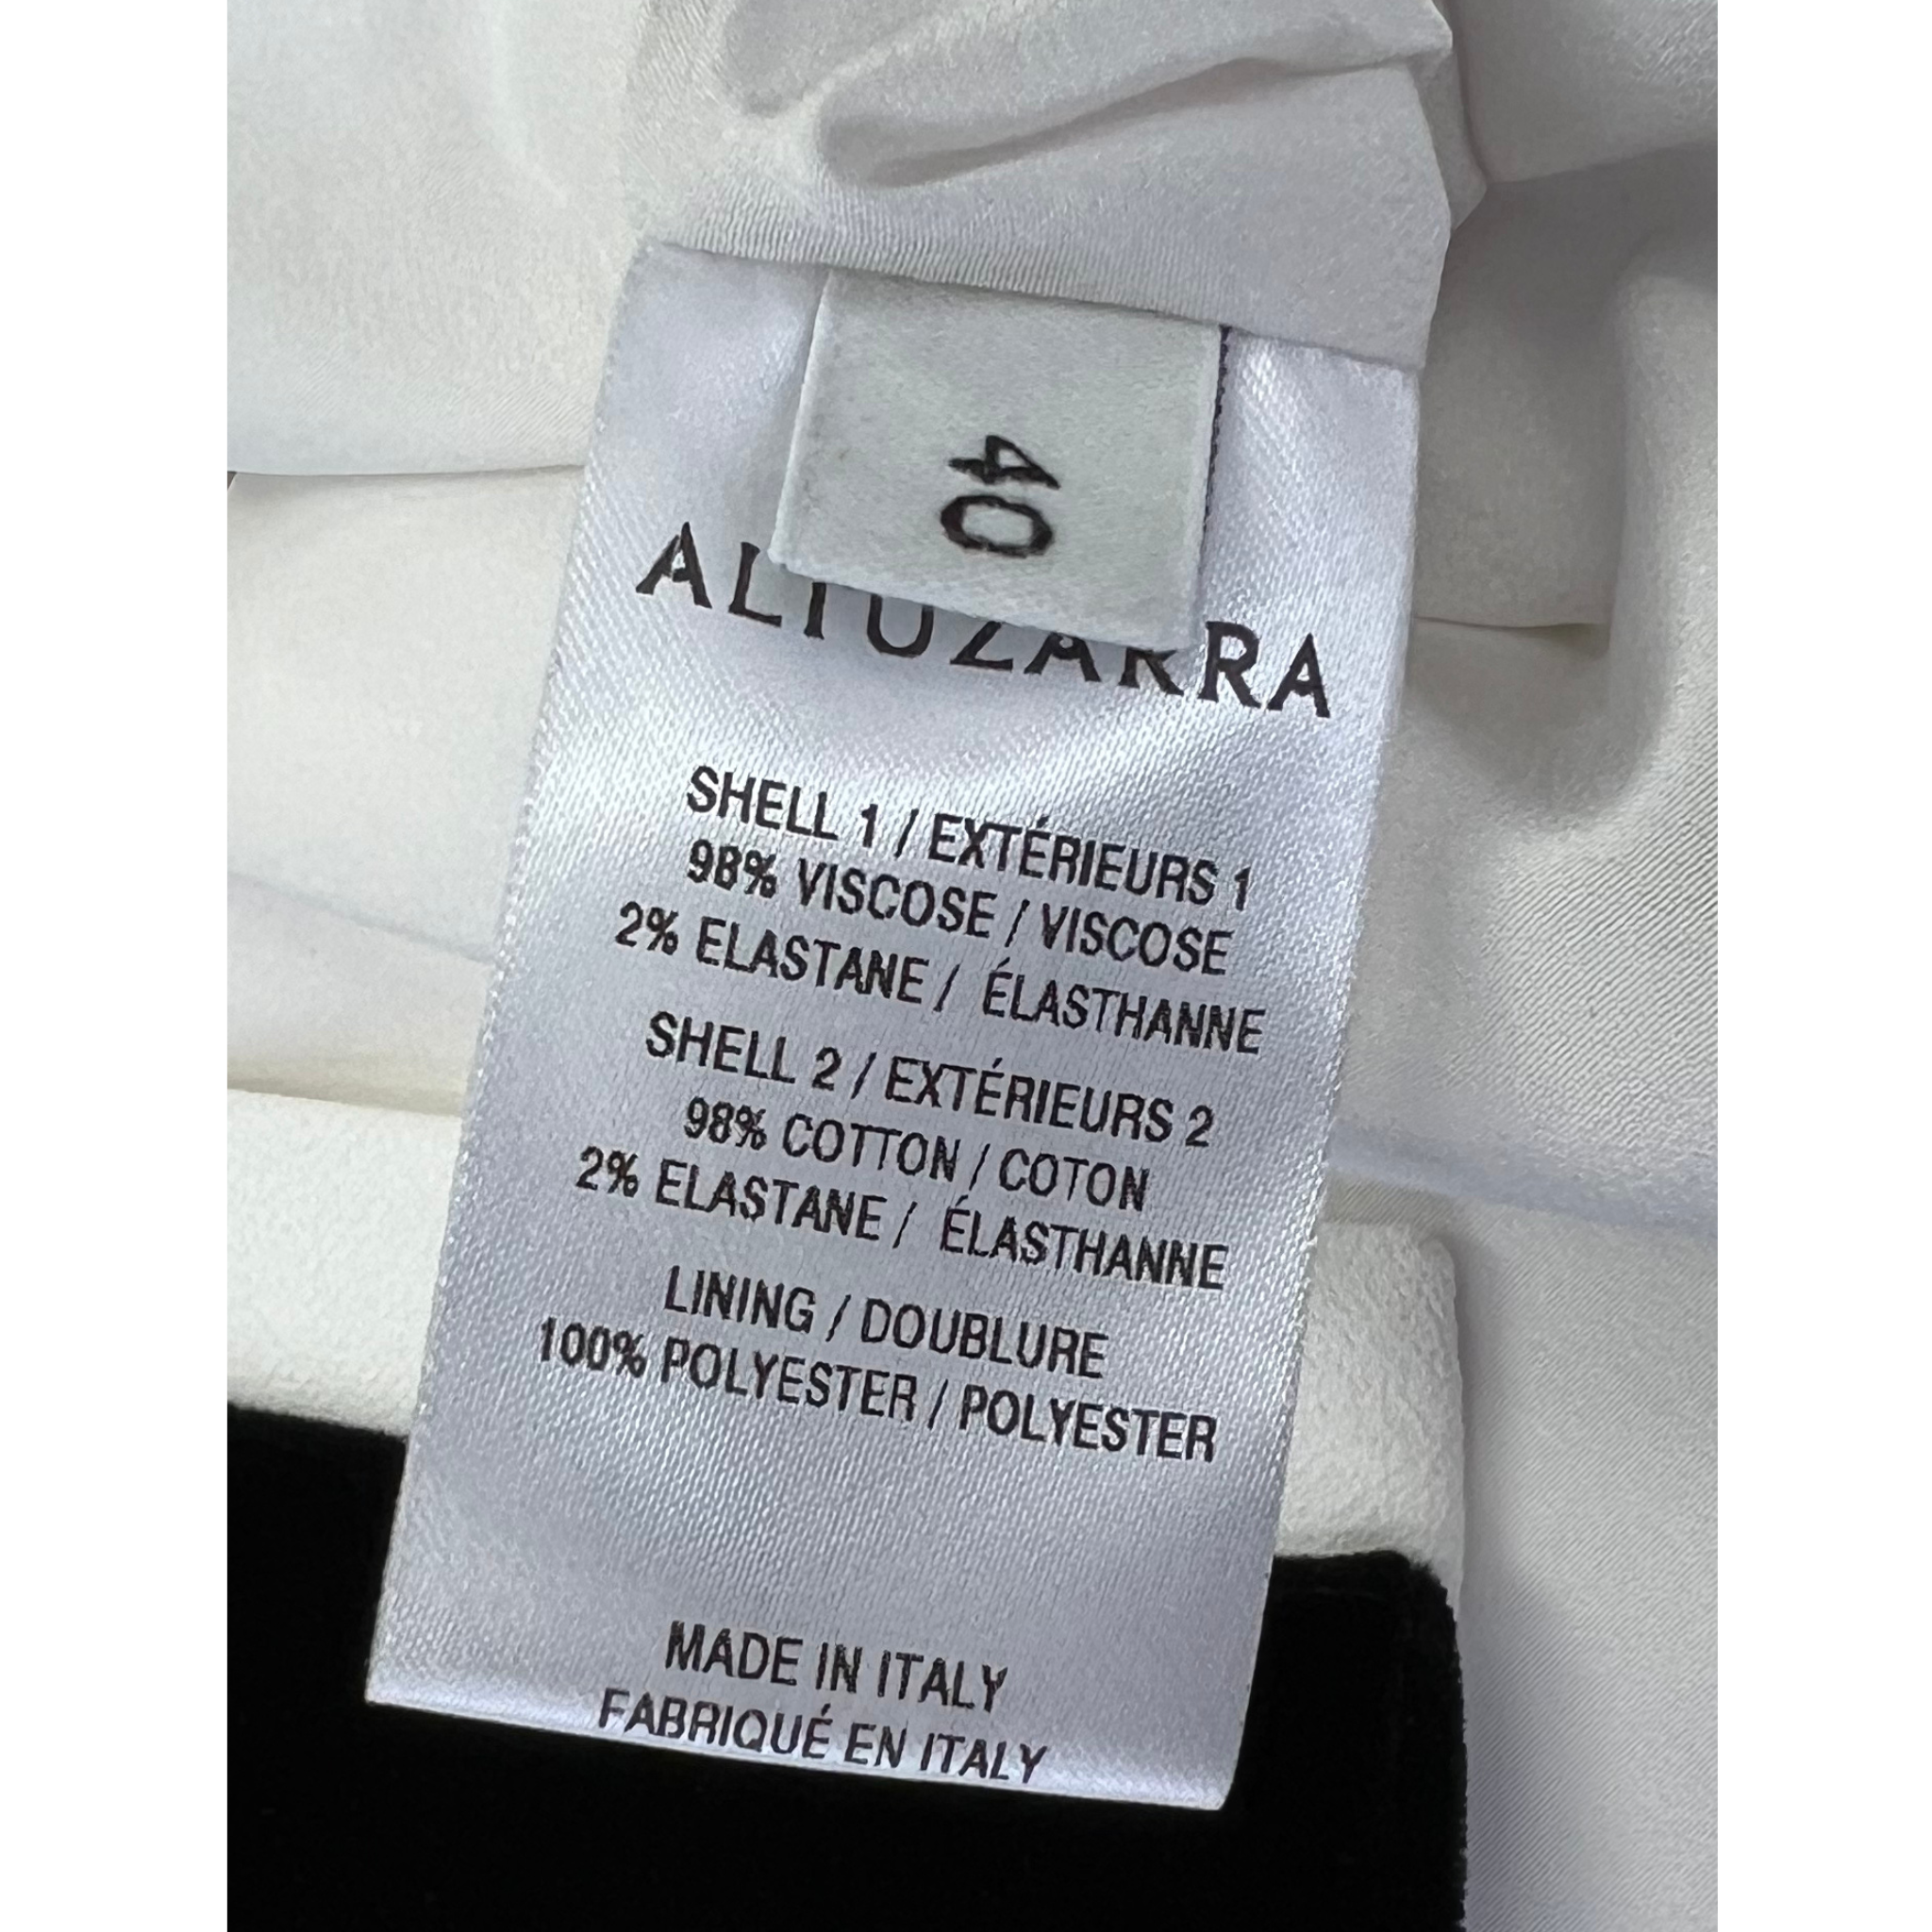 40
ALTUZARRA
SHELL 1 / EXTÉRIEURS 1
98% VISCOSE / VISCOSE
2% ELASTANE / ÉLASTHANNE
SHELL 2 / EXTÉRIEURS 2
98% COTTON / COTON
2% ELASTANE / ÉLASTHANNE
LINING / DOUBLURE
100% POLYESTER / POLYESTER
MADE IN ITALY
FABRIQUÉ EN ITALY